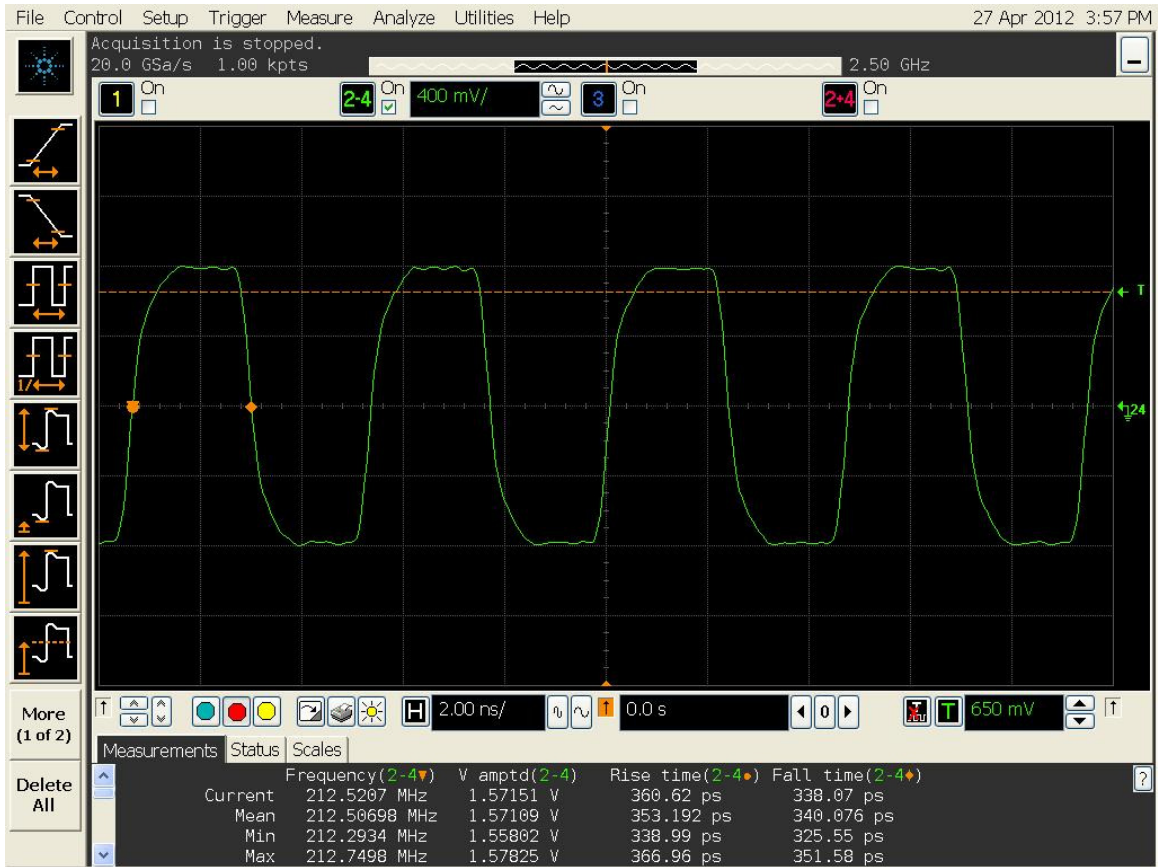 File Control Setup Trigger Measure Analyze Utilities Help 27 Apr 2012 3:57 PM
Acquisition is stopped.
20.0 GSa/s 1.00 kpts 2.50 GHz
1 On 2-4 On 400 mV/ 3 On 2+4 On
T
24
1/
More
(1 of 2)
Delete
All
H 2.00 ns/ 0.0 s 0 T 650 mV
Measurements Status Scales
Frequency(2-4) V amptd(2-4) Rise time(2-4) Fall time(2-4) ?
Current 212.5207 MHz 1.57151 V 360.62 ps 338.07 ps
Mean 212.50698 MHz 1.57109 V 353.192 ps 340.076 ps
Min 212.2934 MHz 1.55802 V 338.99 ps 325.55 ps
Max 212.7498 MHz 1.57825 V 366.96 ps 351.58 ps